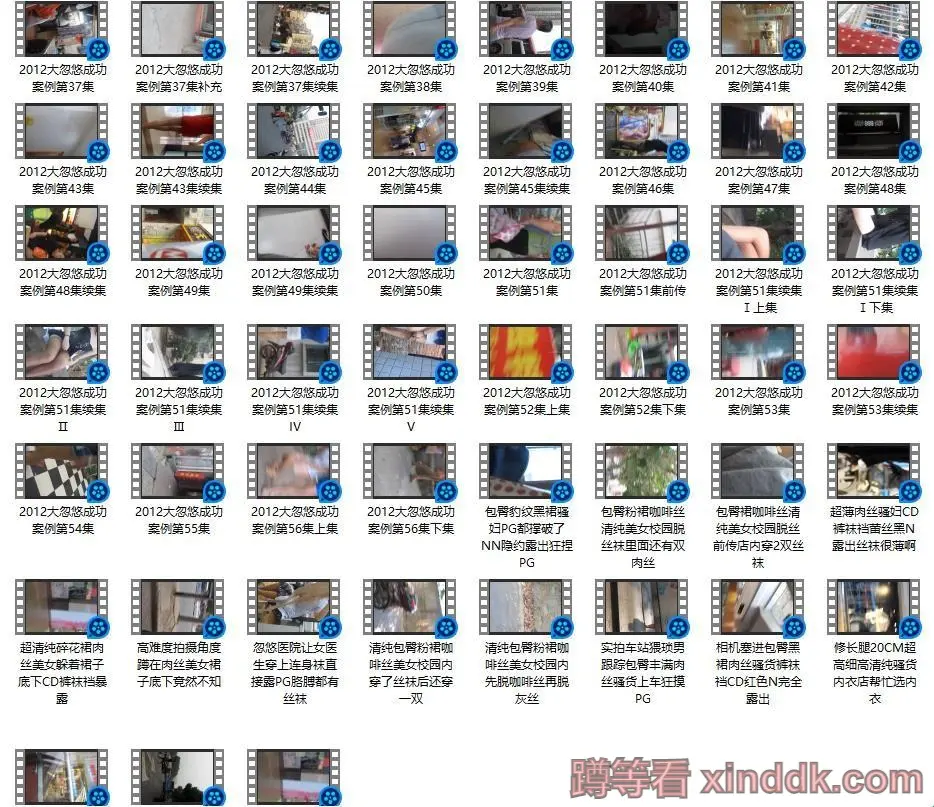 2012大忽悠成功 2012大忽悠成功 2012大忽悠成功 2012大忽悠成功 2012大忽悠成功 2012大忽悠成功 2012大忽悠成功 2012大忽悠成功
案例第37集 案例第37集补充 案例第37集续集 案例第38集 案例第39集 案例第40集 案例第41集 案例第42集
2012大忽悠成功 2012大忽悠成功 2012大忽悠成功 2012大忽悠成功 2012大忽悠成功 2012大忽悠成功 2012大忽悠成功 2012大忽悠成功
案例第43集 案例第43集续集 案例第44集 案例第45集 案例第45集续集 案例第46集 案例第47集 案例第48集
2012大忽悠成功 2012大忽悠成功 2012大忽悠成功 2012大忽悠成功 2012大忽悠成功 2012大忽悠成功 2012大忽悠成功 2012大忽悠成功
案例第48集续集 案例第49集 案例第49集续集 案例第50集 案例第51集 案例第51集前传 案例第51集续集 案例第51集续集
I 上集 I 下集
2012大忽悠成功 2012大忽悠成功 2012大忽悠成功 2012大忽悠成功 2012大忽悠成功 2012大忽悠成功 2012大忽悠成功 2012大忽悠成功
案例第51集续集 案例第51集续集 案例第51集续集 案例第51集续集 案例第52集上集 案例第52集下集 案例第53集 案例第53集续集
II III IV V
2012大忽悠成功 2012大忽悠成功 2012大忽悠成功 2012大忽悠成功 包臀豹纹黑裙骚 包臀粉裙咖啡丝 包臀裙咖啡丝清 超薄肉丝骚妇CD
案例第54集 案例第55集 案例第56集上集 案例第56集下集 妇PG都撑破了 清纯美女校园脱 纯美女校园脱丝 裤袜裆蕾丝黑N
NN隐约露出狂捏 丝袜里面还有双 前传店内穿2双丝 露出丝袜很薄啊
PG 肉丝 袜
超清纯碎花裙肉 高难度拍摄角度 忽悠医院让女医 清纯包臀粉裙咖 清纯包臀粉裙咖 实拍车站猥琐男 相机塞进包臀黑 修长腿20CM超
丝美女躲着裙子 蹲在肉丝美女裙 生穿上连身袜直 啡丝美女校园内 啡丝美女校园内 跟踪包臀丰满肉 裙肉丝骚货裤袜 高细高清纯骚货
底下CD裤袜裆暴 子底下竟然不知 接露PG胳膊都有 穿了丝袜后还穿 先脱咖啡丝再脱 丝骚货上车狂摸 裆CD红色N完全 内衣店帮忙选内
露 丝袜 一双 灰丝 PG 露出 衣
蹲等看 xinddk.com